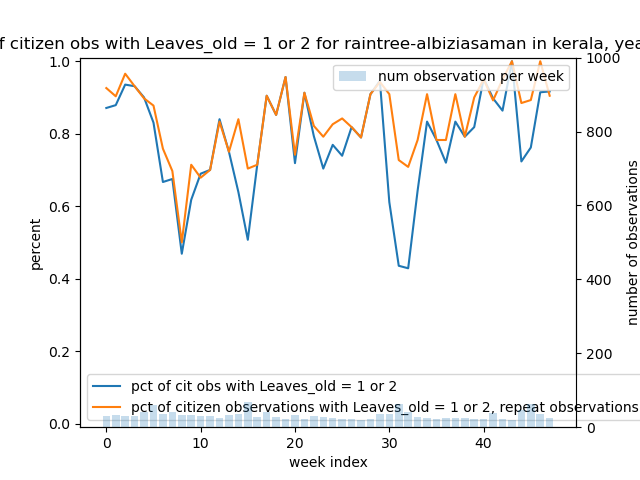 f citizen obs with Leaves_old = 1 or 2 for raintree-albiziasaman in kerala, yea
num observation per week
percent
number of observations
1.0
0.8
0.6
0.4
0.2
0.0
1000
800
600
400
200
0
pct of cit obs with Leaves_old = 1 or 2
pct of citizen observations with Leaves_old = 1 or 2, repeat observations
0 10 20 30 40
week index